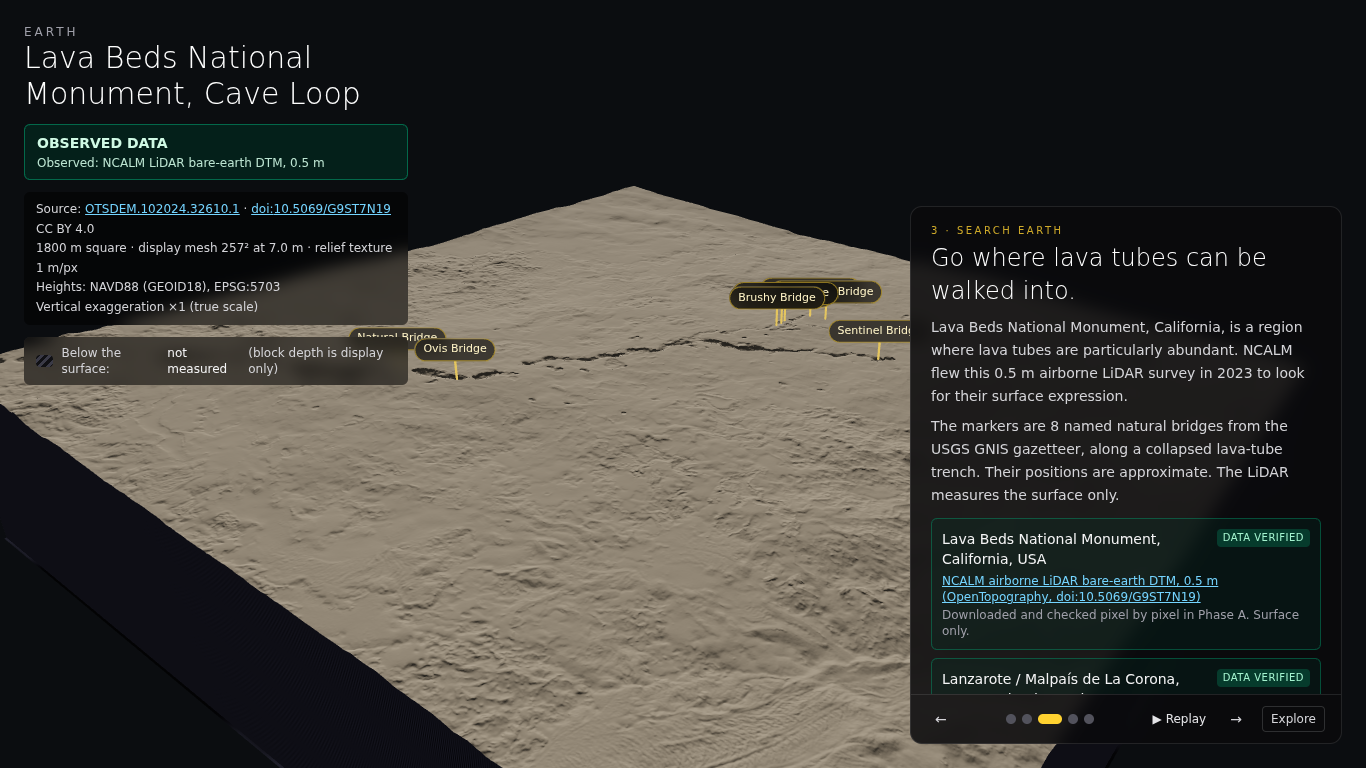 EARTH
Lava Beds National
Monument, Cave Loop
OBSERVED DATA
Observed: NCALM LiDAR bare-earth DTM, 0.5 m
Source: OTSDEM.102024.32610.1 · doi:10.5069/G9ST7N19
CC BY 4.0
1800 m square · display mesh 257² at 7.0 m · relief texture
1 m/px
Heights: NAVD88 (GEOID18), EPSG:5703
Vertical exaggeration ×1 (true scale)
Below the surface: not measured (block depth is display only)
Natural Bridge
Ovis Bridge
Brushy Bridge
Bridge
Sentinel Bridg
3 · SEARCH EARTH
Go where lava tubes can be
walked into.
Lava Beds National Monument, California, is a region
where lava tubes are particularly abundant. NCALM
flew this 0.5 m airborne LiDAR survey in 2023 to look
for their surface expression.
The markers are 8 named natural bridges from the
USGS GNIS gazetteer, along a collapsed lava-tube
trench. Their positions are approximate. The LiDAR
measures the surface only.
Lava Beds National Monument,
California, USA
DATA VERIFIED
NCALM airborne LiDAR bare-earth DTM, 0.5 m
(OpenTopography, doi:10.5069/G9ST7N19)
Downloaded and checked pixel by pixel in Phase A. Surface
only.
Lanzarote / Malpaís de La Corona,
DATA VERIFIED
← ▶ Replay → Explore